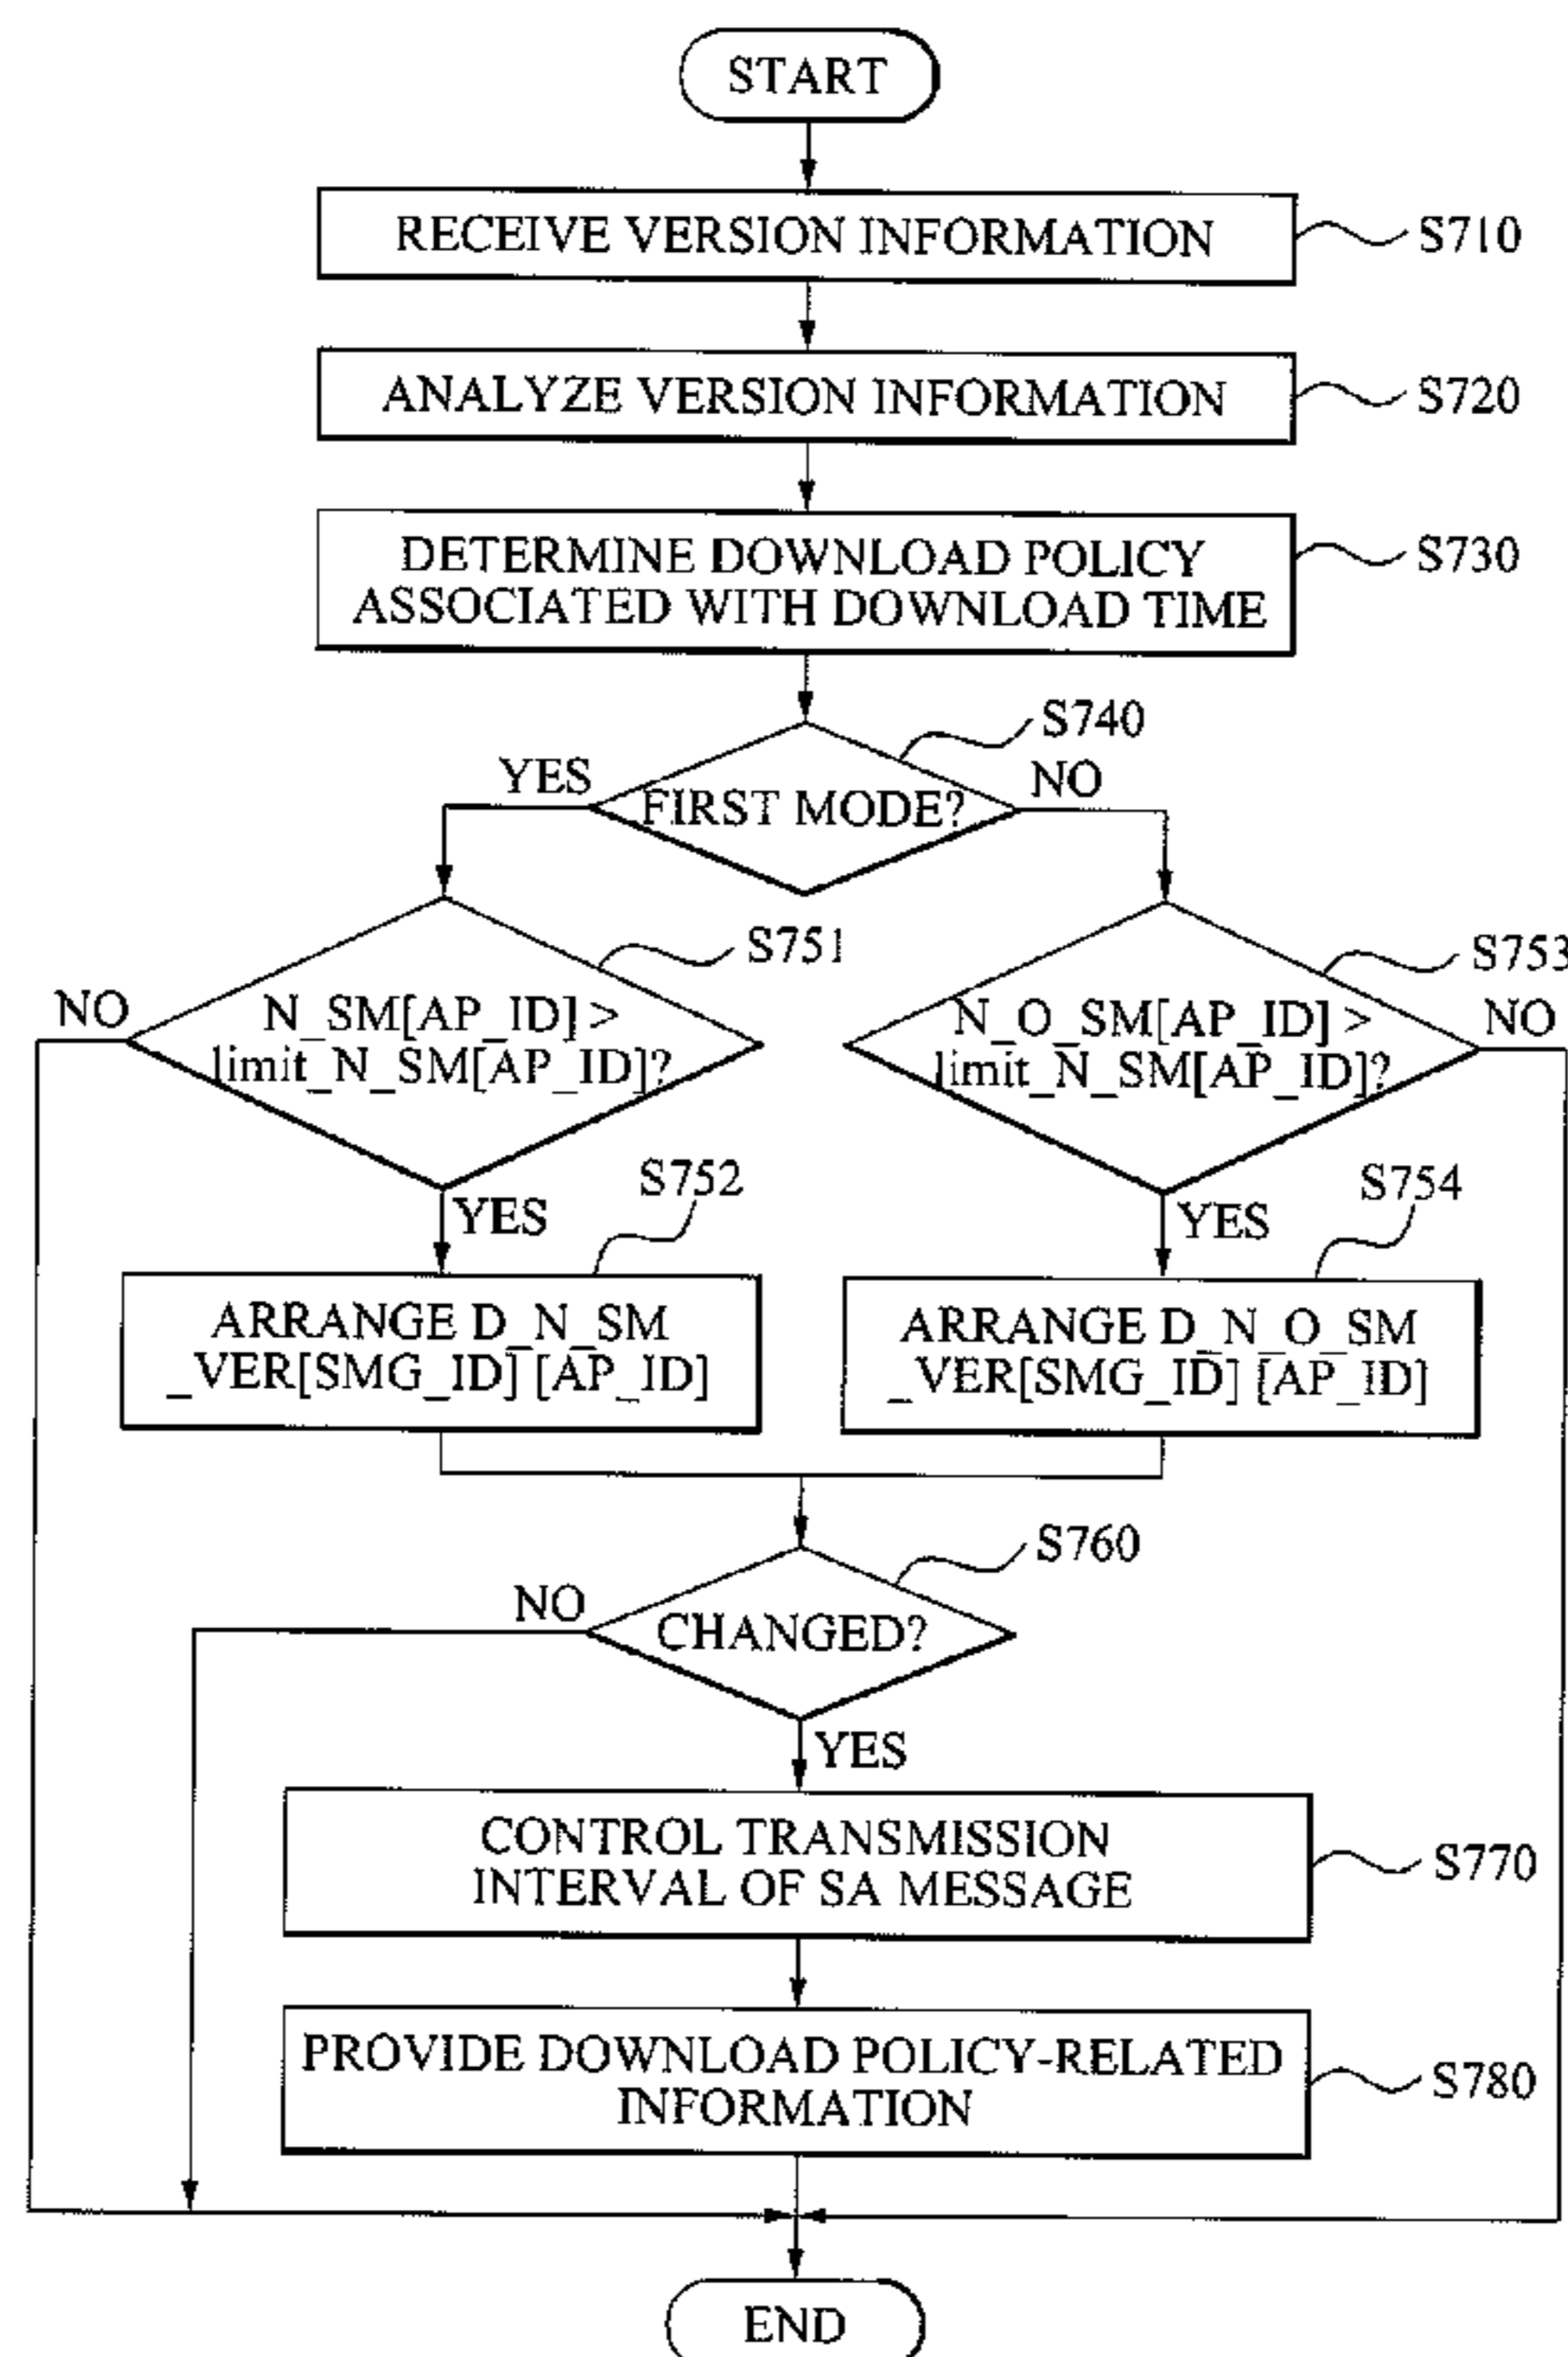 START
RECEIVE VERSION INFORMATION
S710
ANALYZE VERSION INFORMATION
S720
DETERMINE DOWNLOAD POLICY
ASSOCIATED WITH DOWNLOAD TIME
S730
S740
YES
FIRST MODE?
NO
S751
NO
N_SM[AP_ID] >
limit_N_SM[AP_ID]?
S753
N_O_SM[AP_ID] >
limit_N_SM[AP_ID]?
NO
YES
S752
YES
S754
ARRANGE D_N_SM
_VER[SMG_ID] [AP_ID]
ARRANGE D_N_O_SM
_VER[SMG_ID] [AP_ID]
S760
NO
CHANGED?
YES
CONTROL TRANSMISSION
INTERVAL OF SA MESSAGE
S770
PROVIDE DOWNLOAD POLICY-RELATED
INFORMATION
S780
END